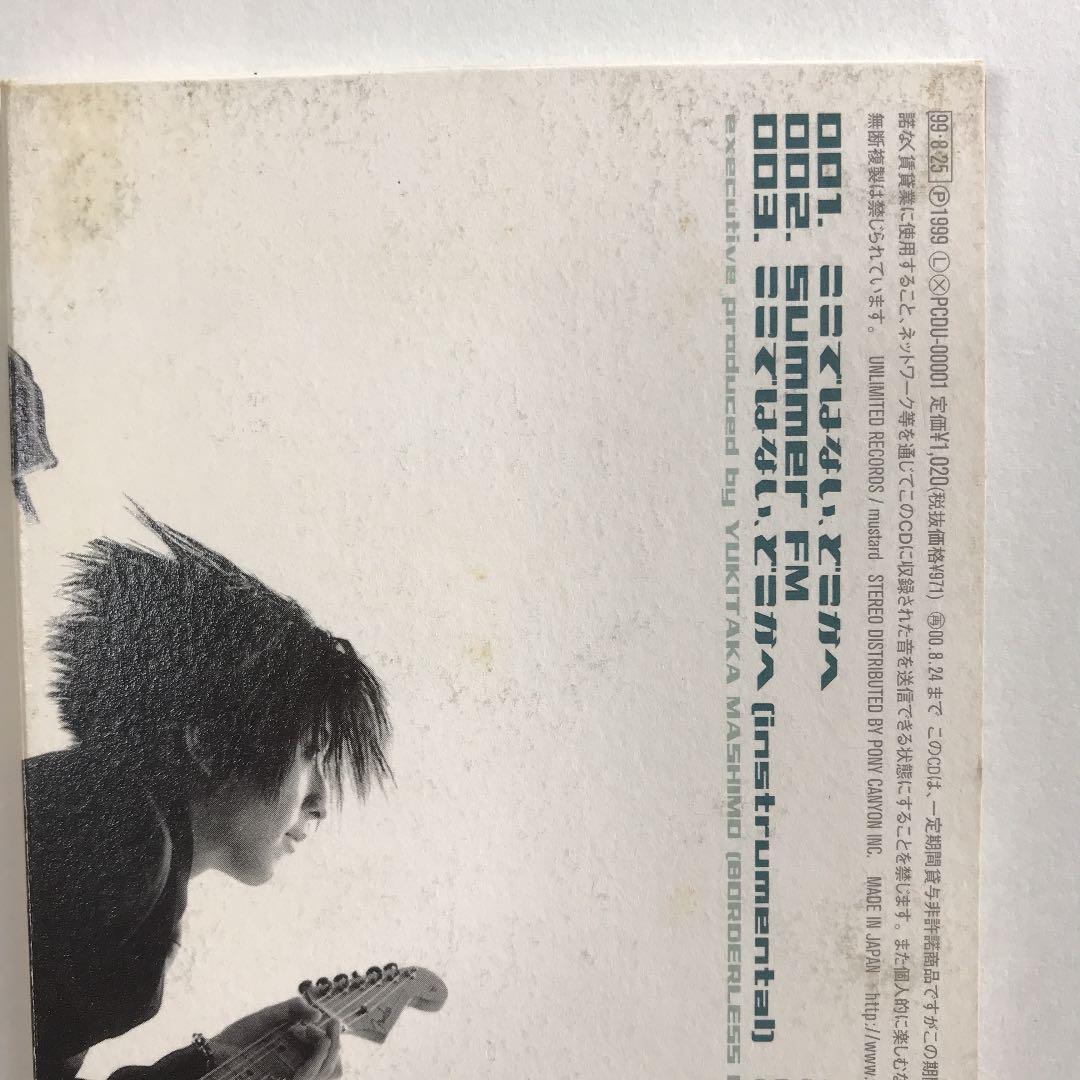 99・8・25 Ⓟ1999 ⓁⓍPCDU-00001 定価¥1,020(税抜価格¥971) 再00.8.24 まで このCDは、一定期間貸与非許諾商品ですがこの期
諾なく賃貸業に使用すること、ネットワーク等を通じてこのCDに収録された音を送信できる状態にすることを禁じます。また個人的に楽しむな
無断複製は禁じられています。 UNLIMITED RECORDS / mustard STEREO DISTRIBUTED BY PONY CANYON INC. MADE IN JAPAN http://www.
001. ここではない、どこかへ
002. summer FM
003. ここではない、どこかへ (instrumental)
executive produced by YUKITAKA MASHIMO (BORDERLESS
Fender